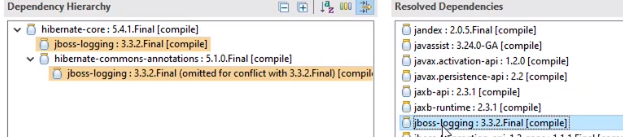 Dependency Hierarchy
hibernate-core : 5.4.1.Final [compile]
jboss-logging : 3.3.2.Final [compile]
hibernate-commons-annotations : 5.1.0.Final [compile]
jboss-logging : 3.3.2.Final (omitted for conflict with 3.3.2.Final) [compile
Resolved Dependencies
jandex : 2.0.5.Final [compile]
javassist : 3.24.0-GA [compile]
javax.activation-api : 1.2.0 [compile]
javax.persistence-api : 2.2 [compile]
jaxb-api : 2.3.1 [compile]
jaxb-runtime : 2.3.1 [compile]
jboss-logging : 3.3.2.Final [compile]